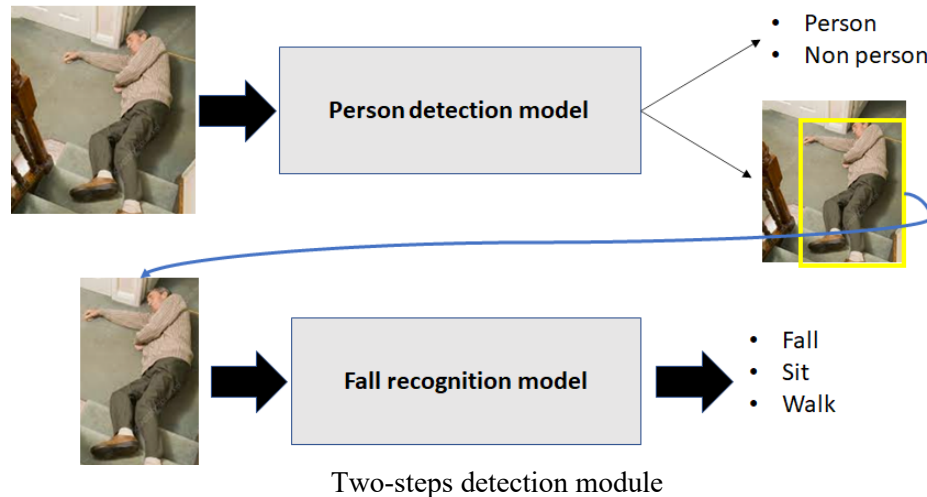 Person detection model
• Person
• Non person
Fall recognition model
• Fall
• Sit
• Walk
Two-steps detection module